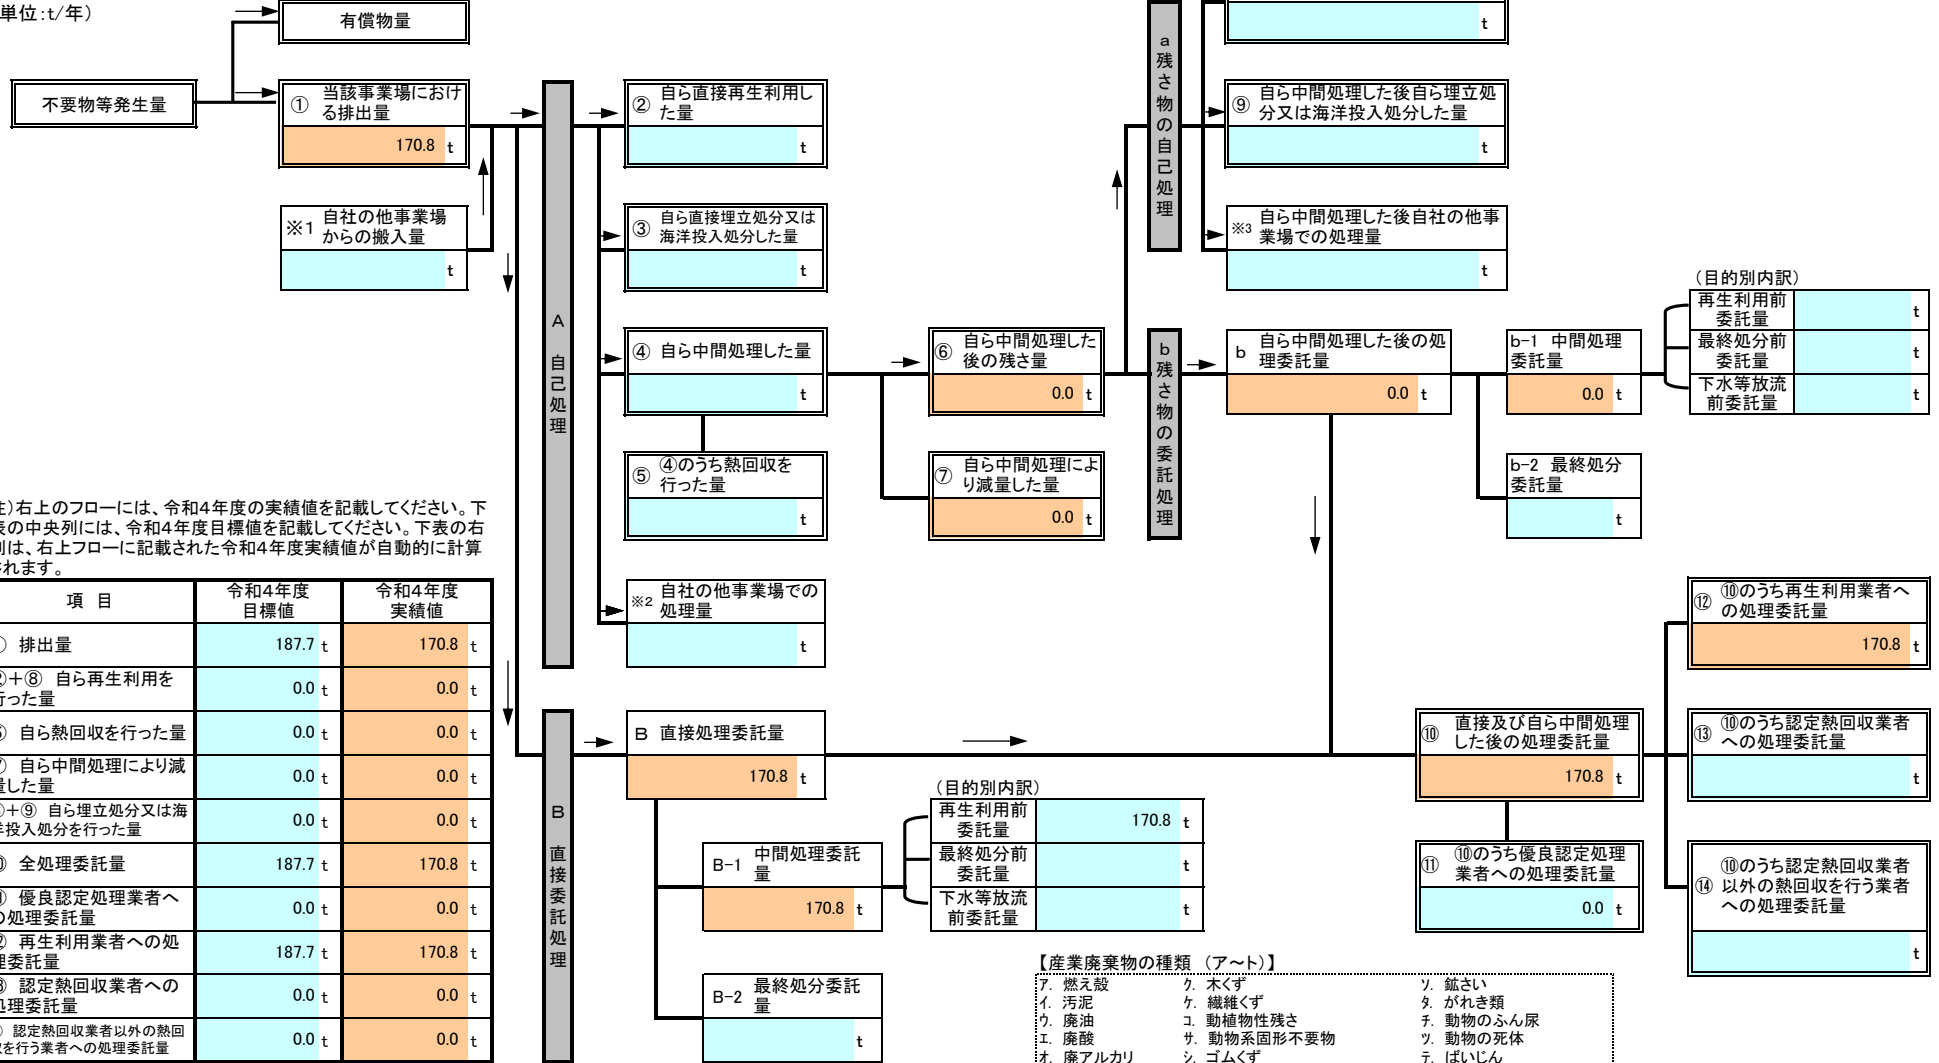 単位:t/年)
有償物量
不要物等発生量
① 当該事業場におけ
る排出量
170.8 t
※1 自社の他事業場
からの搬入量
t
A 自己処理
② 自ら直接再生利用し
た量
t
③ 自ら直接埋立処分又は
海洋投入処分した量
t
④ 自ら中間処理した量
t
⑤ ④のうち熱回収を
行った量
t
※2 自社の他事業場での
処理量
t
⑥ 自ら中間処理した
後の残さ量
0.0 t
⑦ 自ら中間処理によ
り減量した量
0.0 t
a 残さ物の自己処理
t
⑨ 自ら中間処理した後自ら埋立処
分又は海洋投入処分した量
t
※3 自ら中間処理した後自社の他事
業場での処理量
t
b 残さ物の委託処理
b 自ら中間処理した後の処
理委託量
0.0 t
b-1 中間処理
委託量
0.0 t
b-2 最終処分
委託量
t
(目的別内訳)
再生利用前
委託量
t
最終処分前
委託量
t
下水等放流
前委託量
t
注)右上のフローには、令和4年度の実績値を記載してください。下
表の中央列には、令和4年度目標値を記載してください。下表の右
列は、右上フローに記載された令和4年度実績値が自動的に計算
されます。
項 目 令和4年度
目標値 令和4年度
実績値
① 排出量 187.7 t 170.8 t
②+⑧ 自ら再生利用を
行った量 0.0 t 0.0 t
⑤ 自ら熱回収を行った量 0.0 t 0.0 t
⑦ 自ら中間処理により減
量した量 0.0 t 0.0 t
③+⑨ 自ら埋立処分又は海
洋投入処分を行った量 0.0 t 0.0 t
⑩ 全処理委託量 187.7 t 170.8 t
⑪ 優良認定処理業者へ
の処理委託量 0.0 t 0.0 t
⑫ 再生利用業者への処
理委託量 187.7 t 170.8 t
⑬ 認定熱回収業者への
処理委託量 0.0 t 0.0 t
⑭ 認定熱回収業者以外の熱回
収を行う業者への処理委託量 0.0 t 0.0 t
B 直接委託処理
B 直接処理委託量
170.8 t
B-1 中間処理委託
量
170.8 t
B-2 最終処分委託
量
t
(目的別内訳)
再生利用前
委託量
170.8 t
最終処分前
委託量
t
下水等放流
前委託量
t
⑩ 直接及び自ら中間処理
した後の処理委託量
170.8 t
⑪ ⑩のうち優良認定処理
業者への処理委託量
0.0 t
⑫ ⑩のうち再生利用業者へ
の処理委託量
170.8 t
⑬ ⑩のうち認定熱回収業者
への処理委託量
t
⑭ ⑩のうち認定熱回収業者
以外の熱回収を行う業者
への処理委託量
t
【産業廃棄物の種類 (ア~ト)】
ア. 燃え殻 ク. 木くず ソ. 鉱さい
イ. 汚泥 ケ. 繊維くず タ. がれき類
ウ. 廃油 コ. 動植物性残さ チ. 動物のふん尿
エ. 廃酸 サ. 動物系固形不要物 ツ. 動物の死体
オ. 廃アルカリ シ. ゴムくず テ. ばいじん